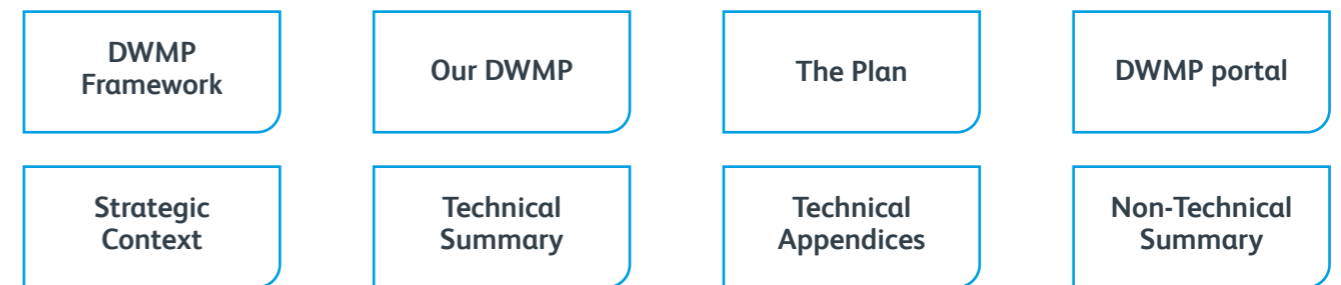 DWMP
Framework
Our DWMP
The Plan
DWMP portal
Strategic
Context
Technical
Summary
Technical
Appendices
Non-Technical
Summary